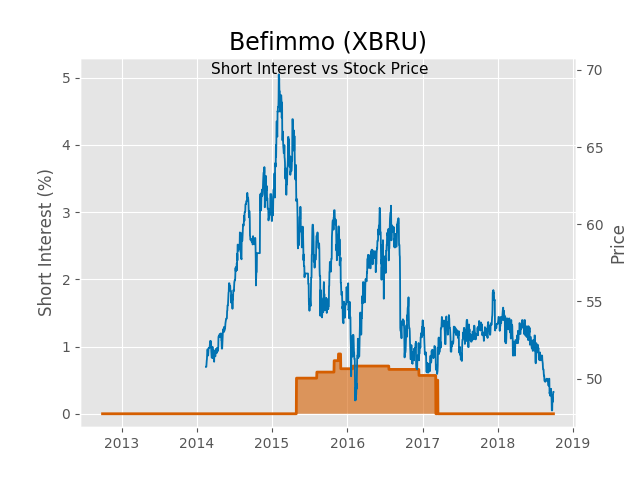 Befimmo (XBRU)
Short Interest vs Stock Price
Short Interest (%)
5
4
3
2
1
0
70
65
60
55
50
Price
2013 2014 2015 2016 2017 2018 2019